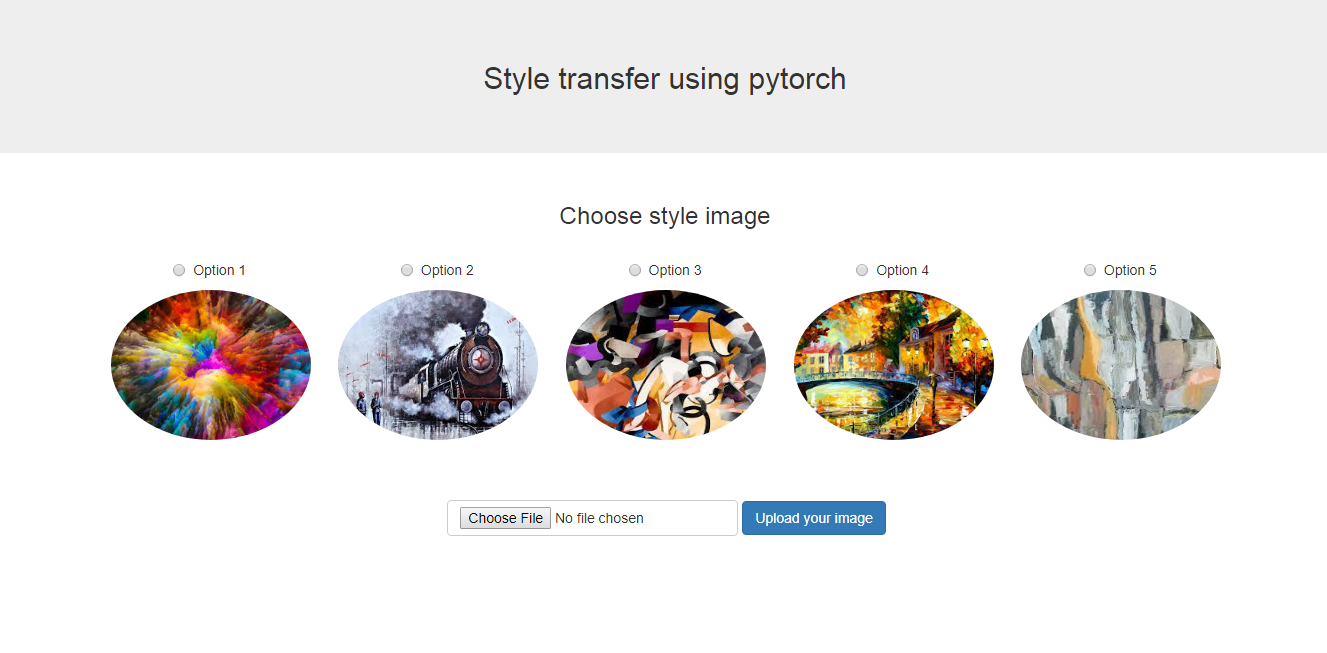 Style transfer using pytorch
Choose style image
Option 1 Option 2 Option 3 Option 4 Option 5
Choose File No file chosen Upload your image